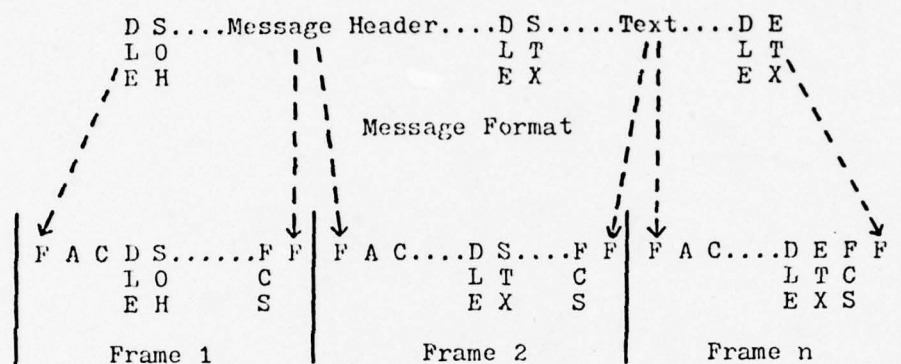 D S....Message Header....D S.....Text....D E
L O L T L T
E H E X E X
Message Format
F A C D S......F F F A C....D S....F F F A C....D E F F
L O C L T C L T C
E H S E X S E X S
Frame 1 Frame 2 Frame n